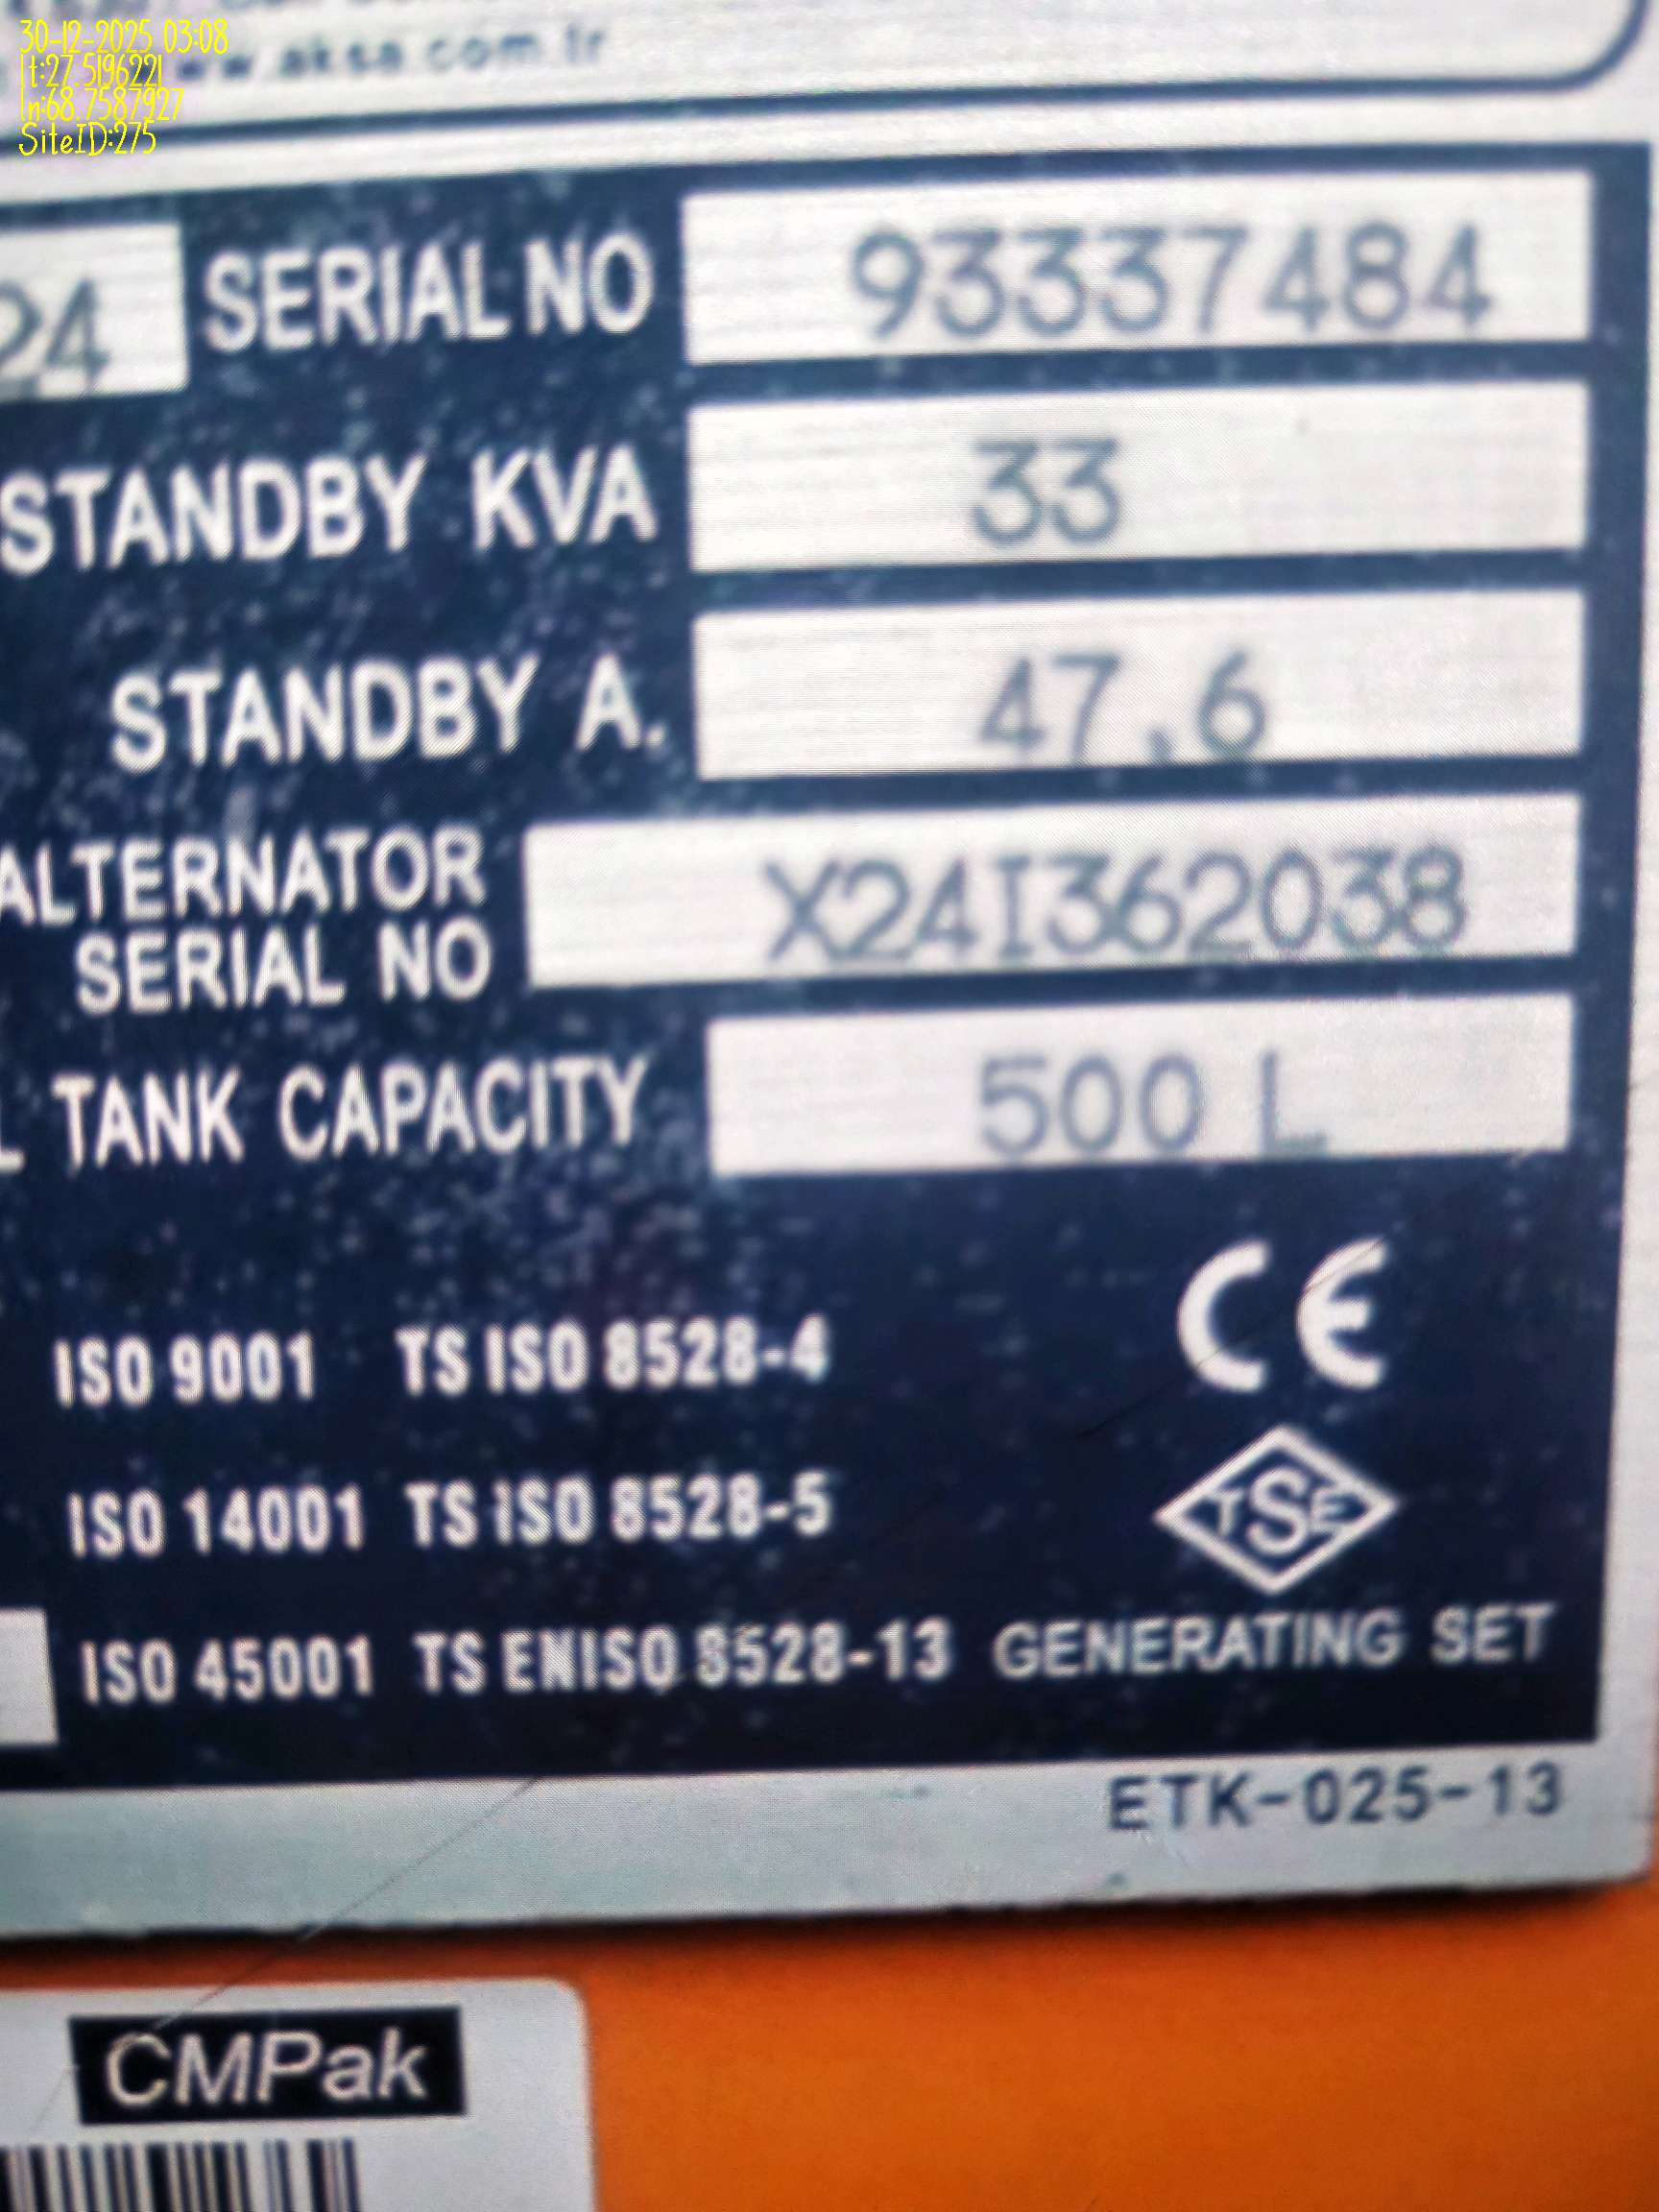 30-12-2025 03:08
lt:27.5196221
ln:68.7587927
SiteID:275
www.aksa.com.tr
24 SERIAL NO 93337484
STANDBY KVA 33
STANDBY A. 47,6
ALTERNATOR
SERIAL NO X24I362038
L TANK CAPACITY 500 L
CE
ISO 9001 TS ISO 8528-4
ISO 14001 TS ISO 8528-5
TSE
ISO 45001 TS EN ISO 8528-13 GENERATING SET
ETK-025-13
CMPak